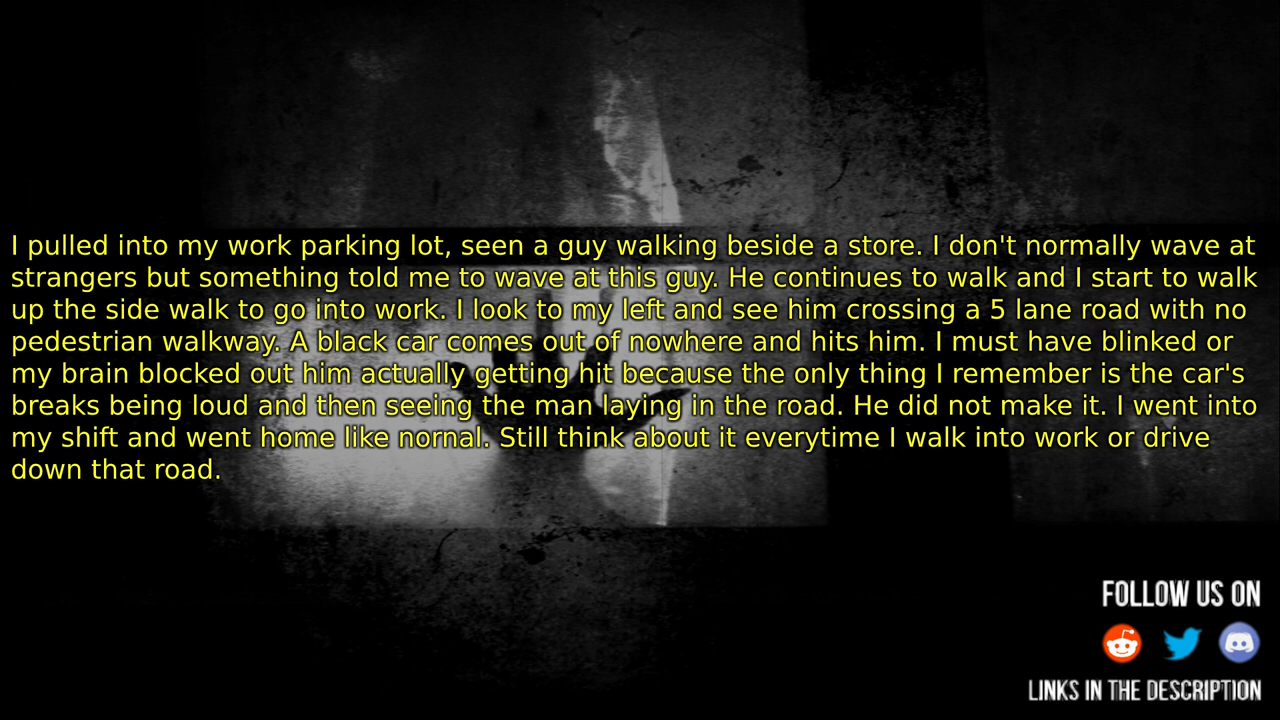 I pulled into my work parking lot, seen a guy walking beside a store. I don't normally wave at
strangers but something told me to wave at this guy. He continues to walk and I start to walk
up the side walk to go into work. I look to my left and see him crossing a 5 lane road with no
pedestrian walkway. A black car comes out of nowhere and hits him. I must have blinked or
my brain blocked out him actually getting hit because the only thing I remember is the car's
breaks being loud and then seeing the man laying in the road. He did not make it. I went into
my shift and went home like nornal. Still think about it everytime I walk into work or drive
down that road.
FOLLOW US ON
LINKS IN THE DESCRIPTION